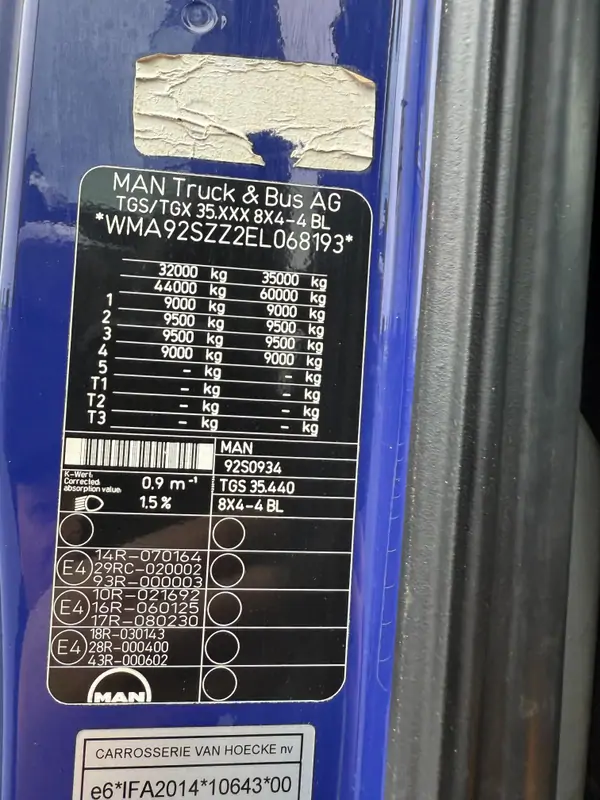 MAN Truck & Bus AG
TGS/TGX 35.XXX 8X4-4 BL
*WMA92SZZ2EL068193*
32000 kg 35000 kg
44000 kg 60000 kg
1 9000 kg 9000 kg
2 9500 kg 9500 kg
3 9500 kg 9500 kg
4 9000 kg 9000 kg
5 - kg - kg
T1 - kg - kg
T2 - kg - kg
T3 - kg - kg
MAN
92S0934
K-Wert:
Corrected
absorption value:
0.9 m⁻¹
TGS 35.440
1.5 %
8X4-4 BL
E4
14R-070164
29RC-020002
93R-000003
E4
10R-021692
16R-060125
17R-080230
E4
18R-030143
28R-000400
43R-000602
MAN
CARROSSERIE VAN HOECKE nv
e6*IFA2014*10643*00